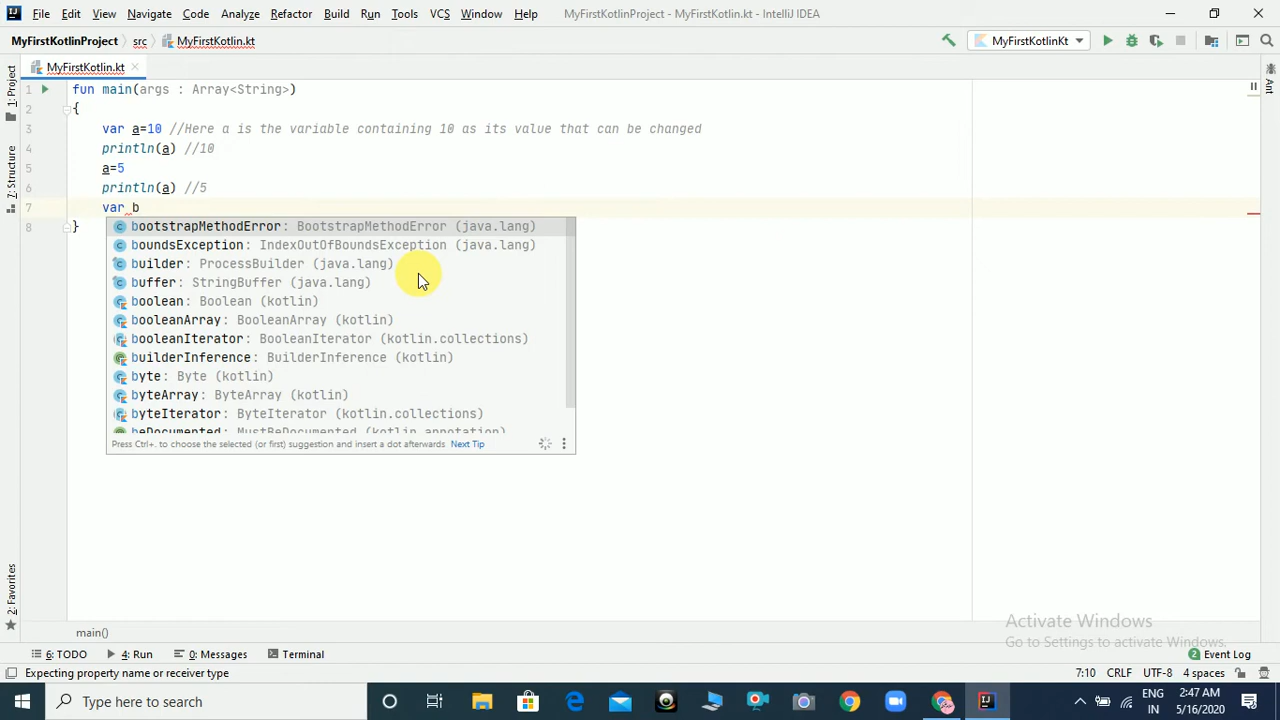 File Edit View Navigate Code Analyze Refactor Build Run Tools VCS Window Help MyFirstKotlinProject - MyFirstKotlin.kt - IntelliJ IDEA
MyFirstKotlinProject src MyFirstKotlin.kt MyFirstKotlinKt
MyFirstKotlin.kt
1: Project
7: Structure
2: Favorites
Ant
1 fun main(args : Array<String>)
2 {
3 var a=10 //Here a is the variable containing 10 as its value that can be changed
4 println(a) //10
5 a=5
6 println(a) //5
7 var b
8 }
bootstrapMethodError: BootstrapMethodError (java.lang)
boundsException: IndexOutOfBoundsException (java.lang)
builder: ProcessBuilder (java.lang)
buffer: StringBuffer (java.lang)
boolean: Boolean (kotlin)
booleanArray: BooleanArray (kotlin)
booleanIterator: BooleanIterator (kotlin.collections)
builderInference: BuilderInference (kotlin)
byte: Byte (kotlin)
byteArray: ByteArray (kotlin)
byteIterator: ByteIterator (kotlin.collections)
beDocumented: MustBeDocumented (kotlin.annotation)
Press Ctrl+. to choose the selected (or first) suggestion and insert a dot afterwards Next Tip
Activate Windows
Go to Settings to activate Windows.
main()
6: TODO 4: Run 0: Messages Terminal 2 Event Log
Expecting property name or receiver type 7:10 CRLF UTF-8 4 spaces
Type here to search
ENG
IN
2:47 AM
5/16/2020